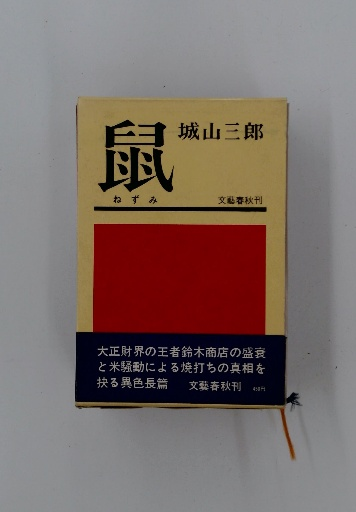 鼠
城山三郎
ねずみ
文藝春秋刊
大正財界の王者鈴木商店の盛衰
と米騒動による焼打ちの真相を
抉る異色長篇 文藝春秋刊